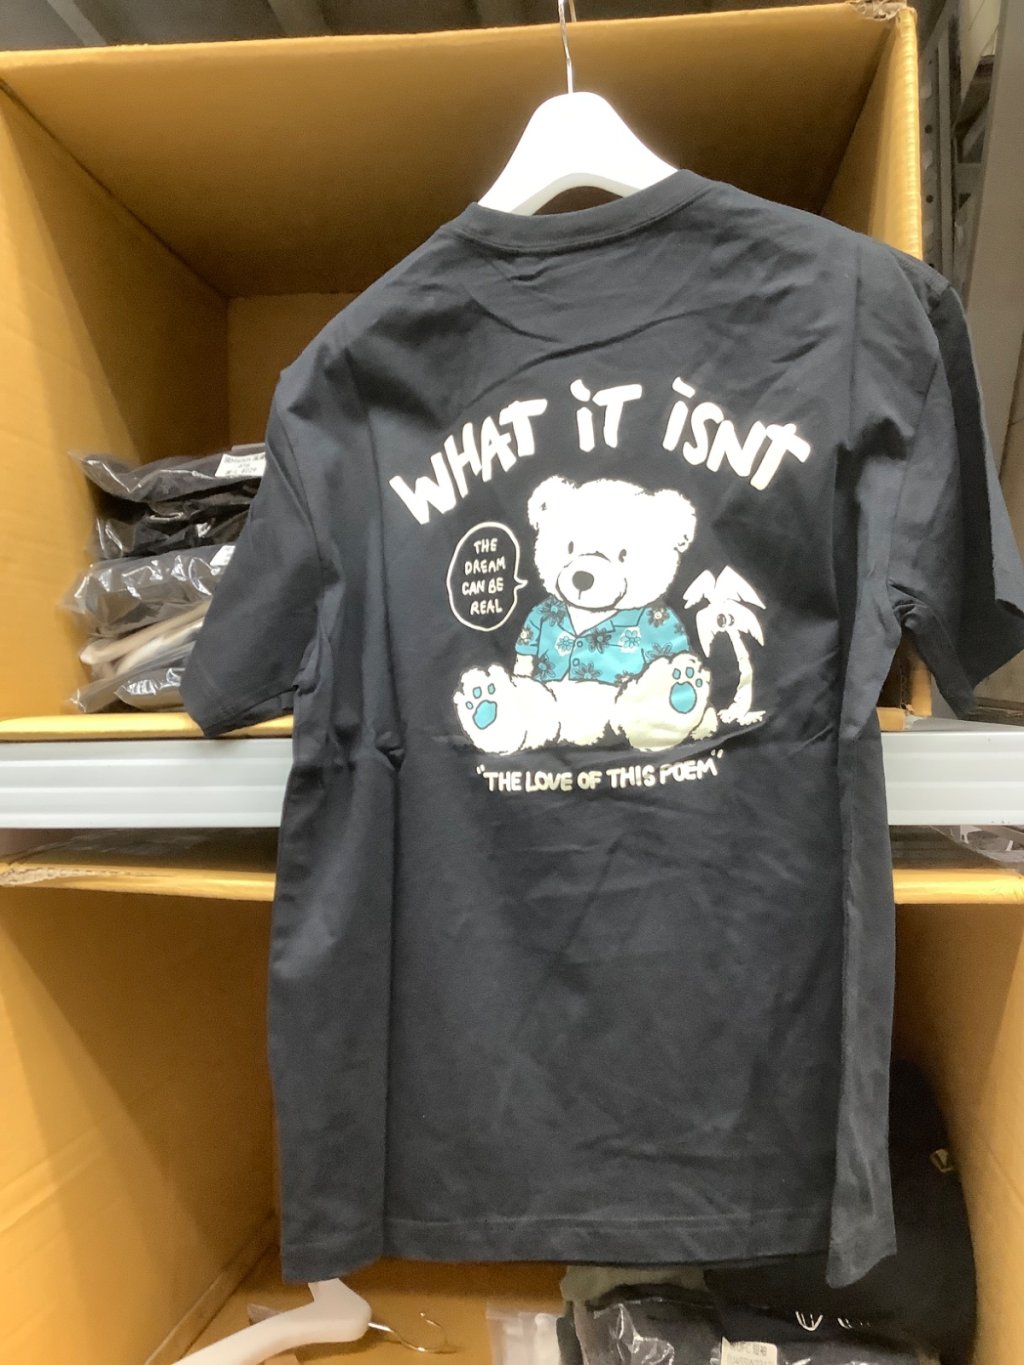 WHAT iT iSNT
THE
DREAM
CAN BE
REAL
"THE LOVE OF THIS POEM"